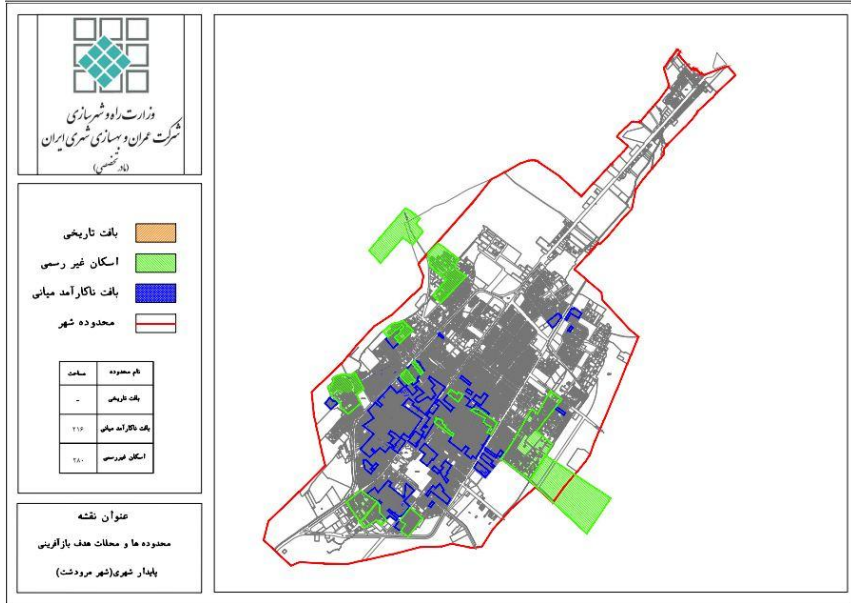 وزارت راه و شهرسازی
شرکت عمران و بهسازی شهری ایران
(مادر تخصصی)
بافت تاریخی
اسکان غیر رسمی
بافت ناکارآمد میانی
محدوده شهر
نام محدوده مساحت
بافت تاریخی -
بافت ناکارآمد میانی ۲۱۶
اسکان غیررسمی ۲۸۰
عنوان نقشه
محدوده ها و محلات هدف بازآفرینی
پایدار شهری(شهر مرودشت)